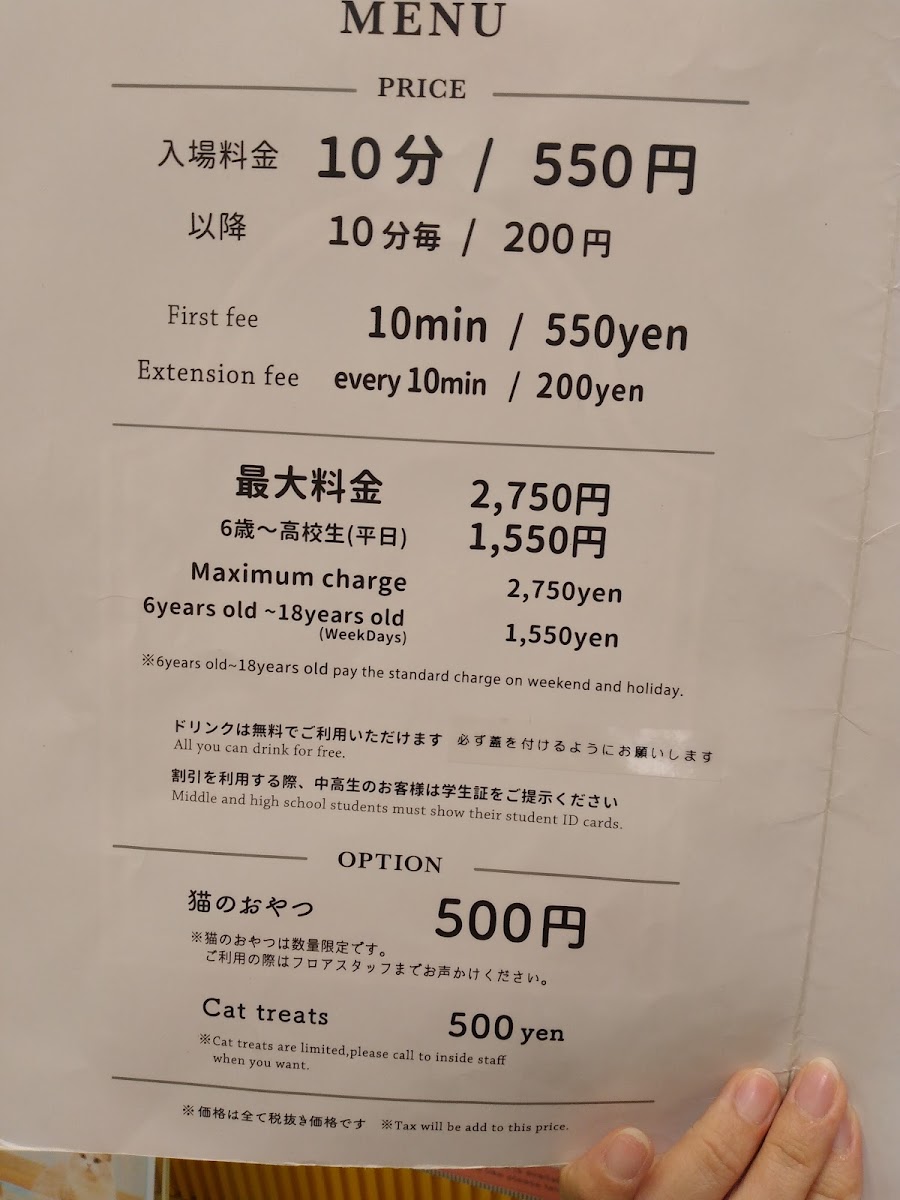 MENU
PRICE
入場料金 10分 / 550円
以降 10分毎 / 200円
First fee 10min / 550yen
Extension fee every 10min / 200yen
最大料金 2,750円
6歳〜高校生(平日) 1,550円
Maximum charge 2,750yen
6years old ~18years old 1,550yen
(WeekDays)
※6years old~18years old pay the standard charge on weekend and holiday.
ドリンクは無料でご利用いただけます 必ず蓋を付けるようにお願いします
All you can drink for free.
割引を利用する際、中高生のお客様は学生証をご提示ください
Middle and high school students must show their student ID cards.
OPTION
猫のおやつ 500円
※猫のおやつは数量限定です。
ご利用の際はフロアスタッフまでお声かけください。
Cat treats 500 yen
※Cat treats are limited,please call to inside staff
when you want.
※価格は全て税抜き価格です ※Tax will be add to this price.